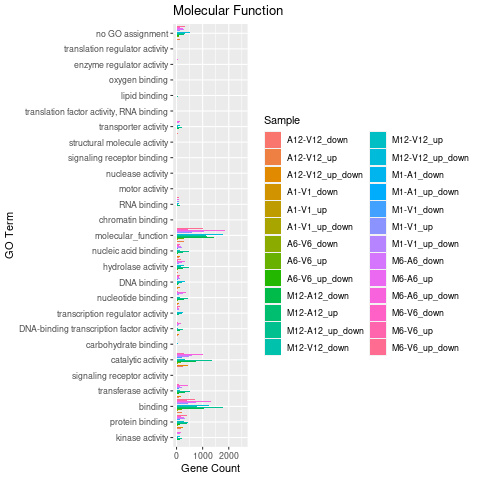 Molecular Function
GO Term
no GO assignment
translation regulator activity
enzyme regulator activity
oxygen binding
lipid binding
translation factor activity, RNA binding
transporter activity
structural molecule activity
signaling receptor binding
nuclease activity
motor activity
RNA binding
chromatin binding
molecular_function
nucleic acid binding
hydrolase activity
DNA binding
nucleotide binding
transcription regulator activity
DNA-binding transcription factor activity
carbohydrate binding
catalytic activity
signaling receptor activity
transferase activity
binding
protein binding
kinase activity
0 1000 2000
Gene Count
Sample
A12-V12_down
A12-V12_up
A12-V12_up_down
A1-V1_down
A1-V1_up
A1-V1_up_down
A6-V6_down
A6-V6_up
A6-V6_up_down
M12-A12_down
M12-A12_up
M12-A12_up_down
M12-V12_down
M12-V12_up
M12-V12_up_down
M1-A1_down
M1-A1_up_down
M1-V1_down
M1-V1_up
M1-V1_up_down
M6-A6_down
M6-A6_up
M6-A6_up_down
M6-V6_down
M6-V6_up
M6-V6_up_down